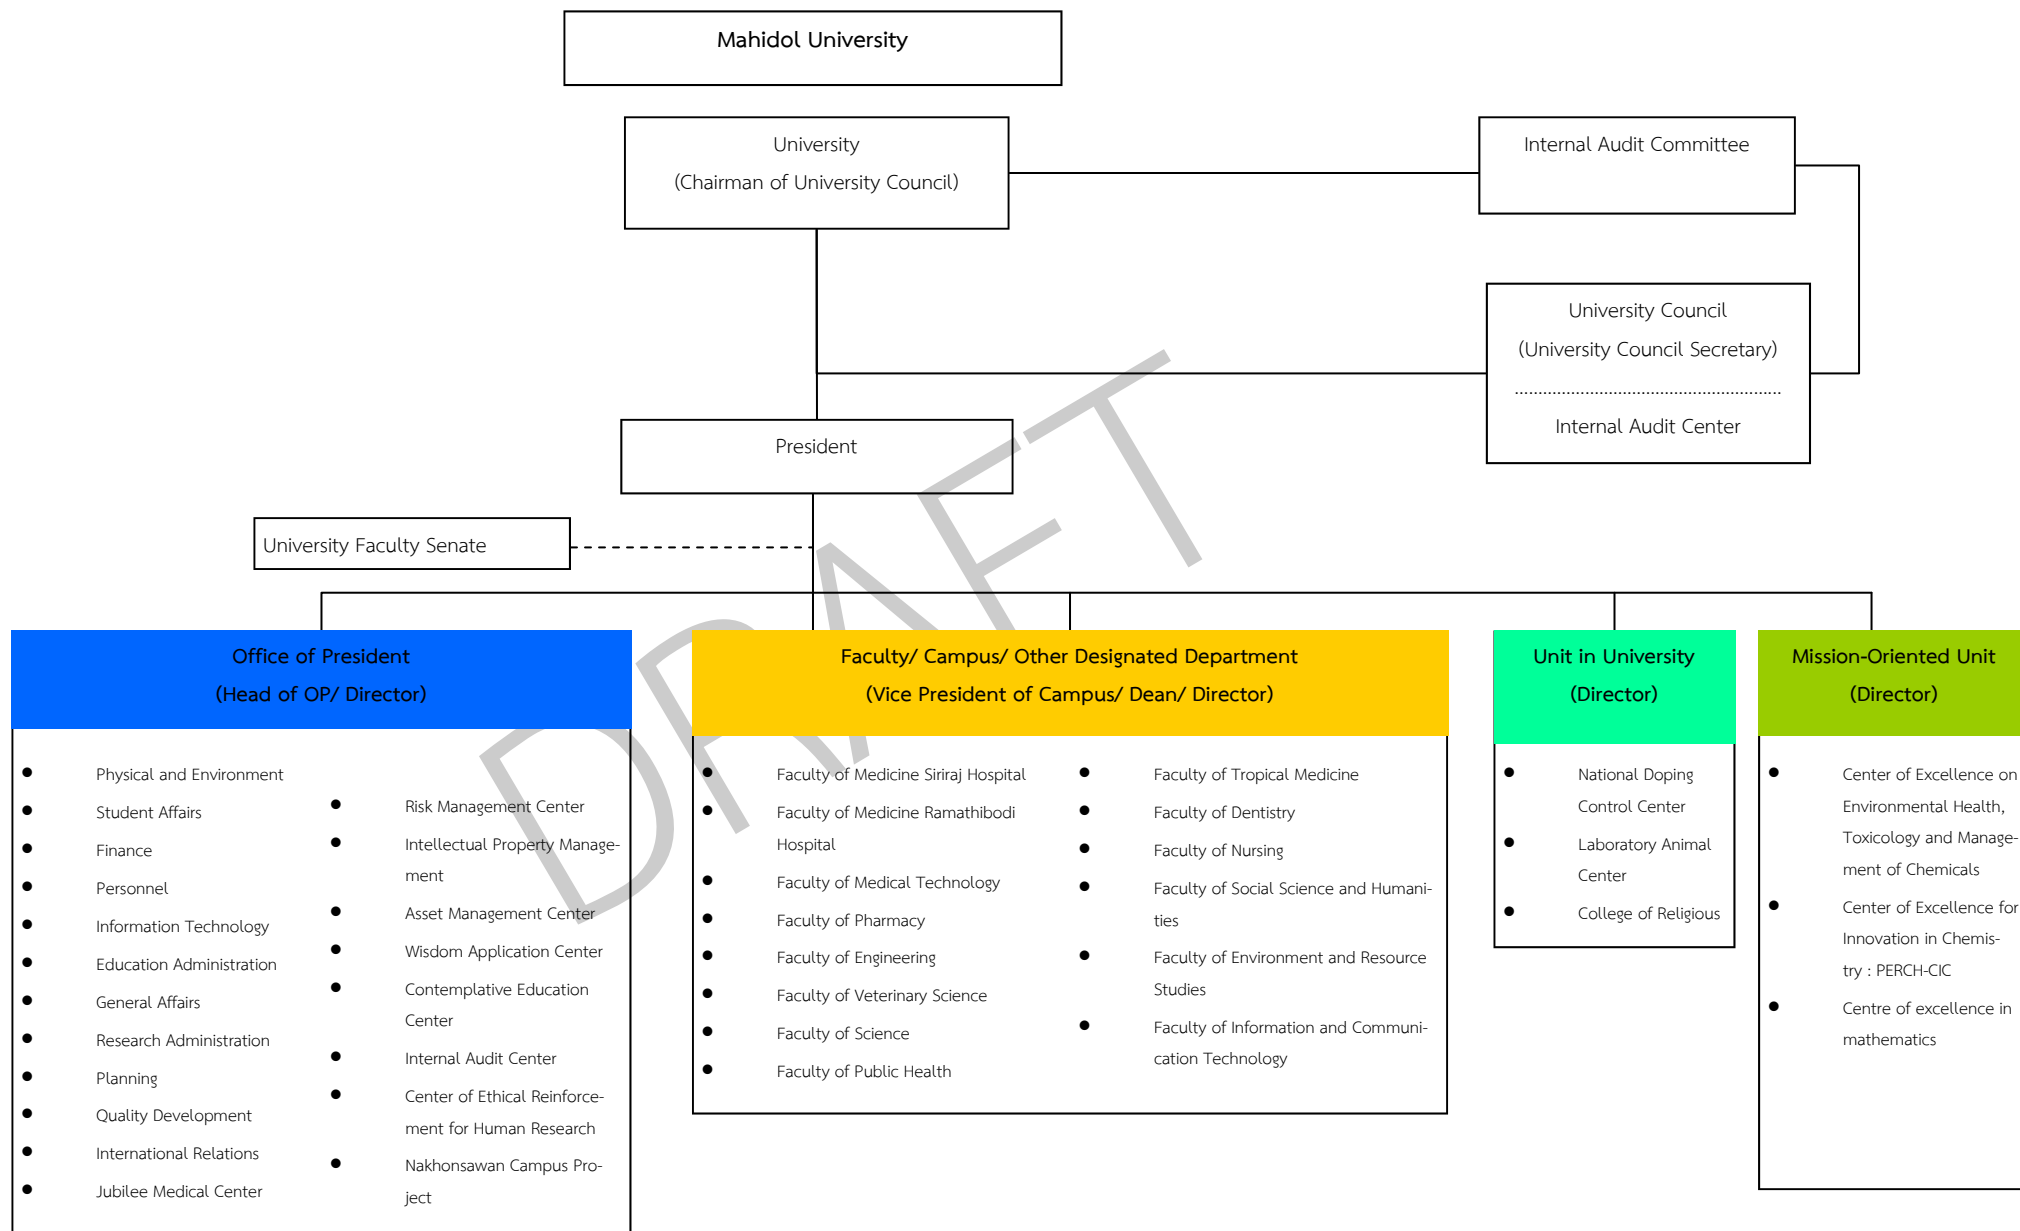 Mahidol University
University
(Chairman of University Council)
Internal Audit Committee
University Council
(University Council Secretary)
........................................................
Internal Audit Center
President
University Faculty Senate
DRAFT
Office of President
(Head of OP/ Director)
Physical and Environment
Student Affairs
Finance
Personnel
Information Technology
Education Administration
General Affairs
Research Administration
Planning
Quality Development
International Relations
Jubilee Medical Center
Risk Management Center
Intellectual Property Manage-
ment
Asset Management Center
Wisdom Application Center
Contemplative Education
Center
Internal Audit Center
Center of Ethical Reinforce-
ment for Human Research
Nakhonsawan Campus Pro-
ject
Faculty/ Campus/ Other Designated Department
(Vice President of Campus/ Dean/ Director)
Faculty of Medicine Siriraj Hospital
Faculty of Medicine Ramathibodi
Hospital
Faculty of Medical Technology
Faculty of Pharmacy
Faculty of Engineering
Faculty of Veterinary Science
Faculty of Science
Faculty of Public Health
Faculty of Tropical Medicine
Faculty of Dentistry
Faculty of Nursing
Faculty of Social Science and Humani-
ties
Faculty of Environment and Resource
Studies
Faculty of Information and Communi-
cation Technology
Unit in University
(Director)
National Doping
Control Center
Laboratory Animal
Center
College of Religious
Mission-Oriented Unit
(Director)
Center of Excellence on
Environmental Health,
Toxicology and Manage-
ment of Chemicals
Center of Excellence for
Innovation in Chemis-
try : PERCH-CIC
Centre of excellence in
mathematics